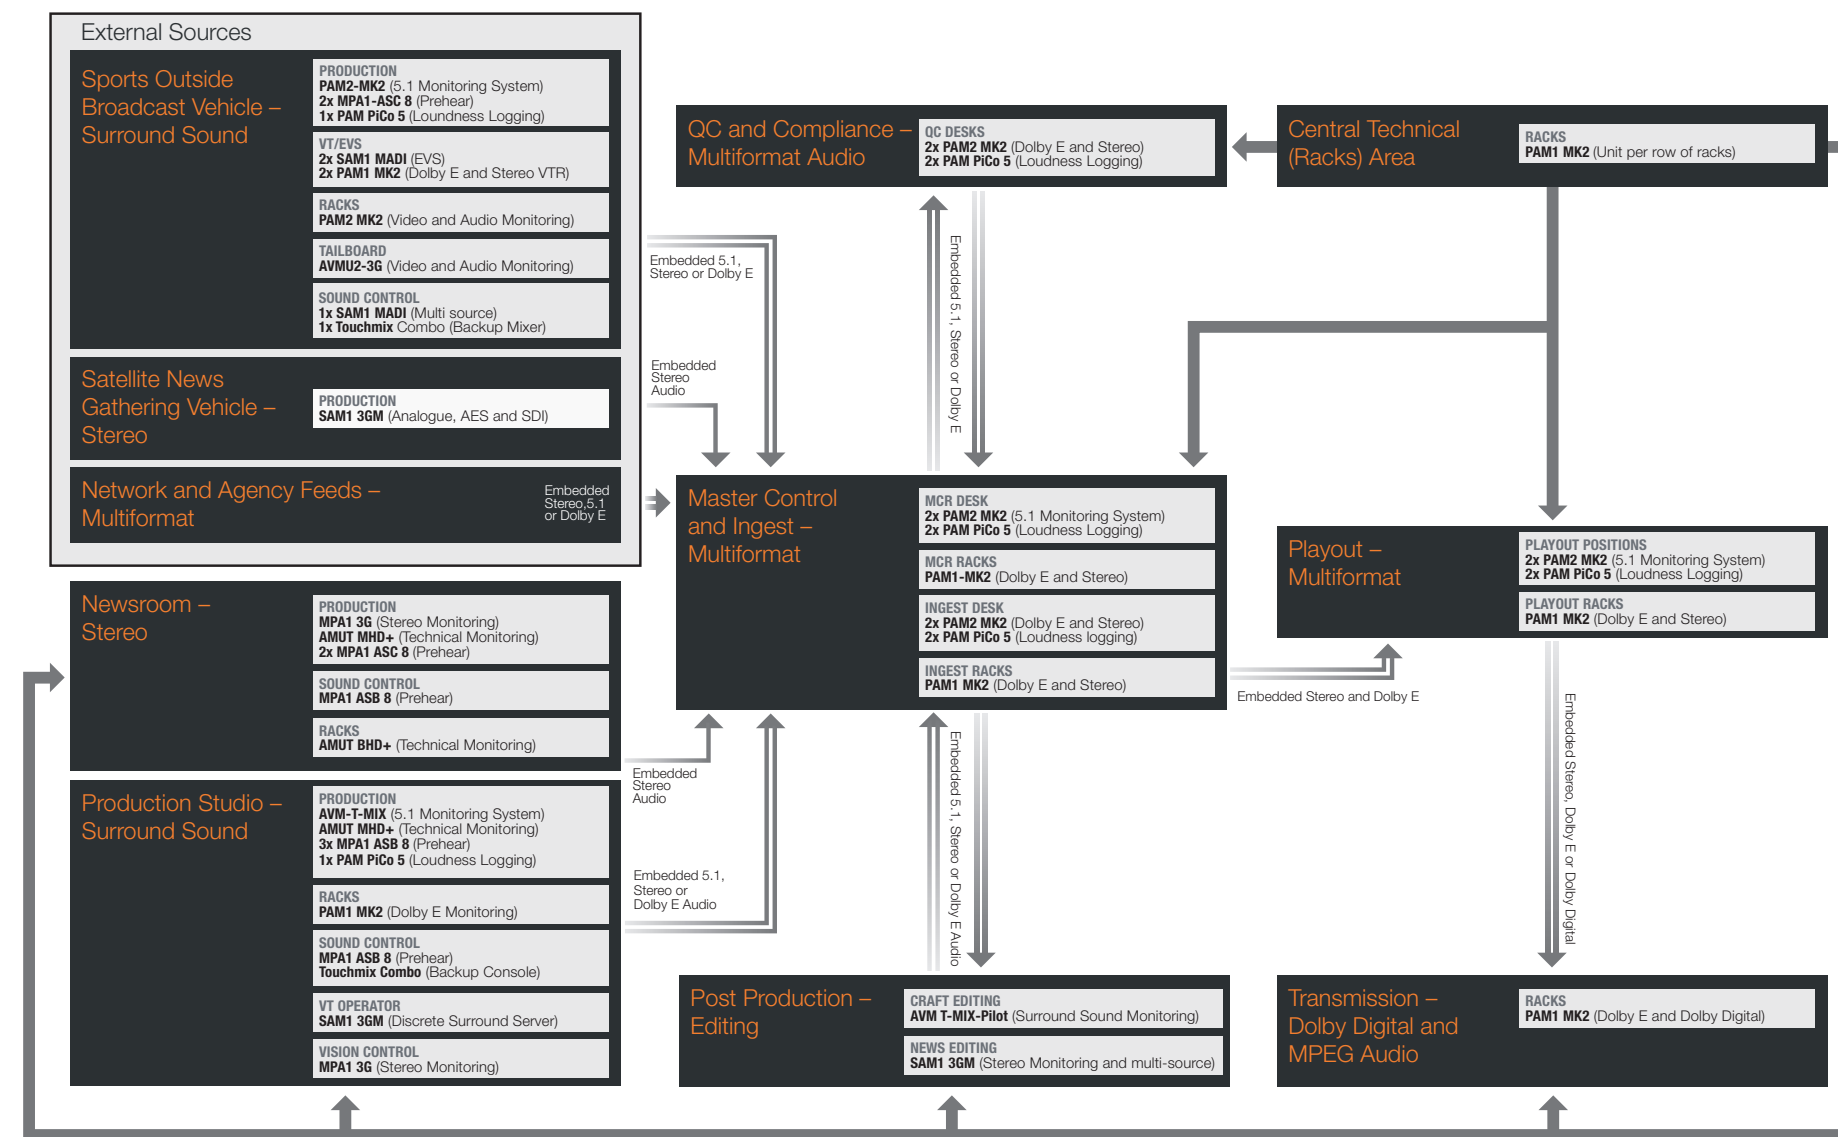 External Sources
Sports Outside
Broadcast Vehicle –
Surround Sound
PRODUCTION
PAM2-MK2 (5.1 Monitoring System)
2x MPA1-ASC 8 (Prehear)
1x PAM PiCo 5 (Loundness Logging)
VT/EVS
2x SAM1 MADI (EVS)
2x PAM1 MK2 (Dolby E and Stereo VTR)
RACKS
PAM2 MK2 (Video and Audio Monitoring)
TAILBOARD
AVMU2-3G (Video and Audio Monitoring)
SOUND CONTROL
1x SAM1 MADI (Multi source)
1x Touchmix Combo (Backup Mixer)
Satellite News
Gathering Vehicle –
Stereo
PRODUCTION
SAM1 3GM (Analogue, AES and SDI)
Network and Agency Feeds –
Multiformat
Embedded
Stereo,5.1
or Dolby E
Newsroom –
Stereo
PRODUCTION
MPA1 3G (Stereo Monitoring)
AMUT MHD+ (Technical Monitoring)
2x MPA1 ASC 8 (Prehear)
SOUND CONTROL
MPA1 ASB 8 (Prehear)
RACKS
AMUT BHD+ (Technical Monitoring)
Production Studio –
Surround Sound
PRODUCTION
AVM-T-MIX (5.1 Monitoring System)
AMUT MHD+ (Technical Monitoring)
3x MPA1 ASB 8 (Prehear)
1x PAM PiCo 5 (Loudness Logging)
RACKS
PAM1 MK2 (Dolby E Monitoring)
SOUND CONTROL
MPA1 ASB 8 (Prehear)
Touchmix Combo (Backup Console)
VT OPERATOR
SAM1 3GM (Discrete Surround Server)
VISION CONTROL
MPA1 3G (Stereo Monitoring)
Embedded 5.1,
Stereo or Dolby E
Embedded
Stereo
Audio
Embedded
Stereo
Audio
Embedded 5.1,
Stereo or
Dolby E Audio
QC and Compliance –
Multiformat Audio
QC DESKS
2x PAM2 MK2 (Dolby E and Stereo)
2x PAM PiCo 5 (Loudness Logging)
Embedded 5.1, Stereo or Dolby E
Master Control
and Ingest –
Multiformat
MCR DESK
2x PAM2 MK2 (5.1 Monitoring System)
2x PAM PiCo 5 (Loudness Logging)
MCR RACKS
PAM1-MK2 (Dolby E and Stereo)
INGEST DESK
2x PAM2 MK2 (Dolby E and Stereo)
2x PAM PiCo 5 (Loudness logging)
INGEST RACKS
PAM1 MK2 (Dolby E and Stereo)
Embedded 5.1, Stereo or Dolby E Audio
Post Production –
Editing
CRAFT EDITING
AVM T-MIX-Pilot (Surround Sound Monitoring)
NEWS EDITING
SAM1 3GM (Stereo Monitoring and multi-source)
Central Technical
(Racks) Area
RACKS
PAM1 MK2 (Unit per row of racks)
Playout –
Multiformat
PLAYOUT POSITIONS
2x PAM2 MK2 (5.1 Monitoring System)
2x PAM PiCo 5 (Loudness Logging)
PLAYOUT RACKS
PAM1 MK2 (Dolby E and Stereo)
Embedded Stereo and Dolby E
Embedded Stereo, Dolby E or Dolby Digital
Transmission –
Dolby Digital and
MPEG Audio
RACKS
PAM1 MK2 (Dolby E and Dolby Digital)